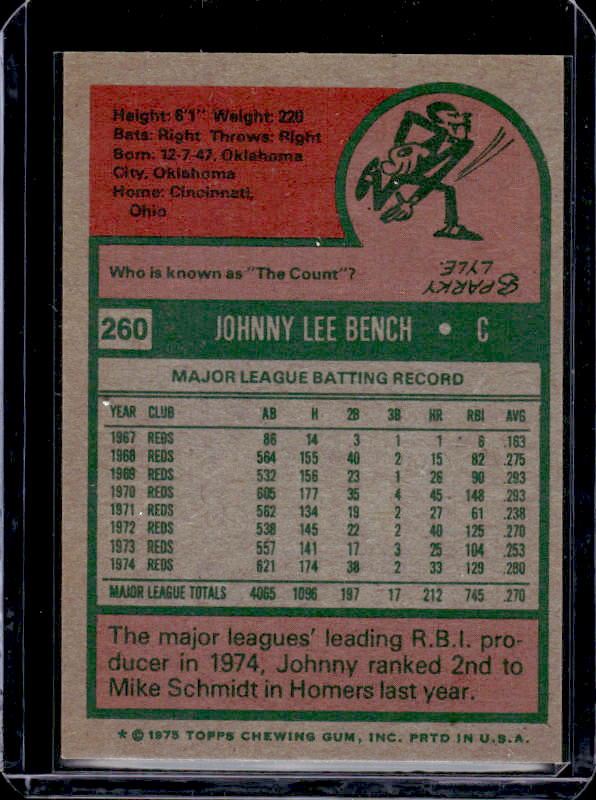 Height: 6'1" Weight: 220
Bats: Right Throws: Right
Born: 12-7-47, Oklahoma
City, Oklahoma
Home: Cincinnati,
Ohio
Who is known as "The Count"?
SPARKY
LYLE.
260 JOHNNY LEE BENCH • C
MAJOR LEAGUE BATTING RECORD
YEAR CLUB AB H 2B 3B HR RBI AVG
1967 REDS 86 14 3 1 1 6 .163
1968 REDS 564 155 40 2 15 82 .275
1969 REDS 532 156 23 1 26 90 .293
1970 REDS 605 177 35 4 45 148 .293
1971 REDS 562 134 19 2 27 61 .238
1972 REDS 538 145 22 2 40 125 .270
1973 REDS 557 141 17 3 25 104 .253
1974 REDS 621 174 38 2 33 129 .280
MAJOR LEAGUE TOTALS 4065 1096 197 17 212 745 .270
The major leagues' leading R.B.I. pro-
ducer in 1974, Johnny ranked 2nd to
Mike Schmidt in Homers last year.
* © 1975 TOPPS CHEWING GUM, INC. PRTD IN U.S.A.